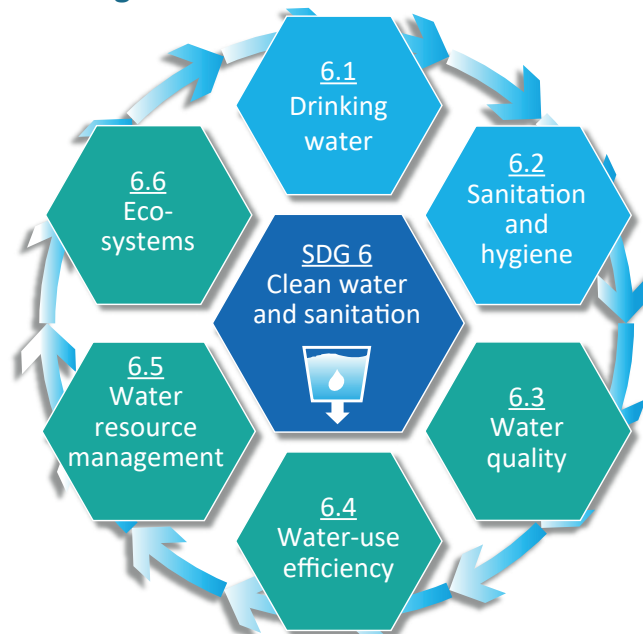 6.1
Drinking
water
6.2
Sanitation
and
hygiene
6.6
Eco-
systems
SDG 6
Clean water
and sanitation
6.5
Water
resource
management
6.3
Water
quality
6.4
Water-use
efficiency